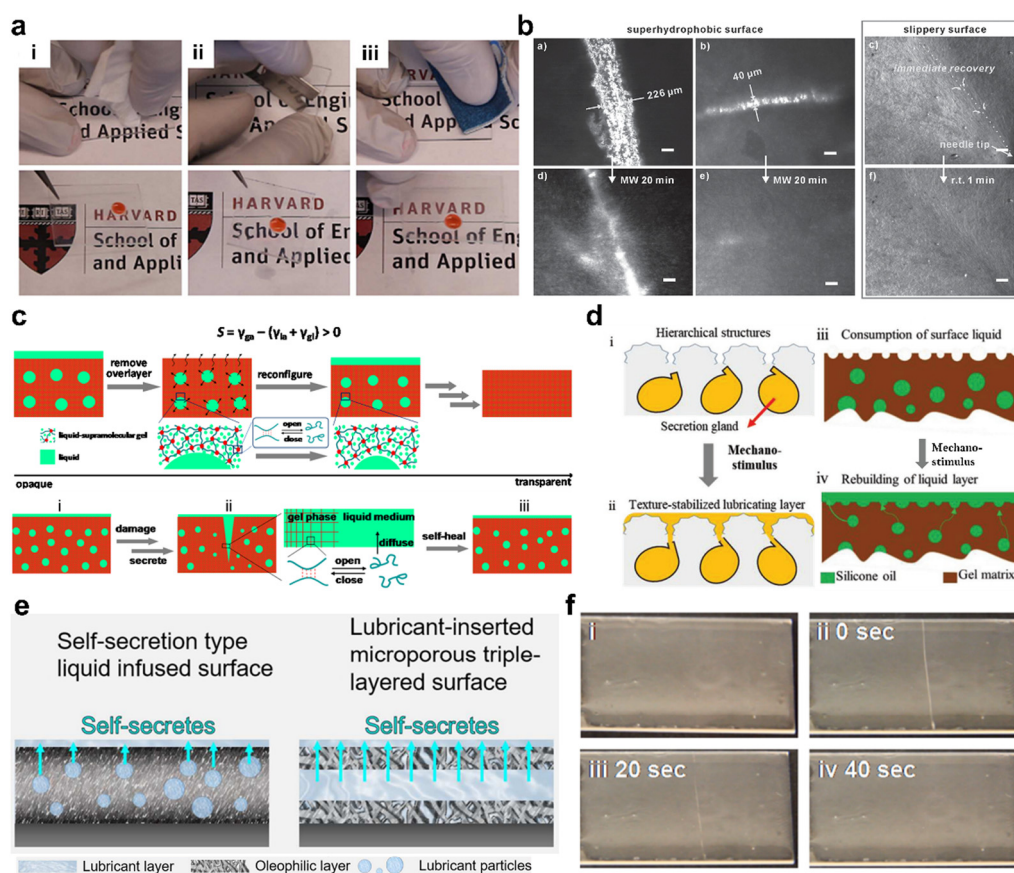 a
i
ii
iii
School of Engi
and Applied S
School of Engi
and Applied
School
and Applied Sc
HARVARD
School of
and Appli
HARVARD
School of En
and Applied
HARVARD
School of Eng
and Applied
b
superhydrophobic surface
slippery surface
a)
226 µm
b)
40 µm
c)
immediate recovery
needle tip
d)
MW 20 min
e)
MW 20 min
f)
r.t. 1 min
c
S = γga − (γla + γgl) > 0
remove
overlayer
reconfigure
open
close
liquid-supramolecular gel
liquid
opaque
transparent
i
damage
secrete
ii
gel phase
liquid medium
diffuse
open
close
self-heal
iii
d
i
Hierarchical structures
Secretion gland
Mechano-
stimulus
ii
Texture-stabilized lubricating layer
iii
Consumption of surface liquid
Mechano-
stimulus
iv
Rebuilding of liquid layer
Silicone oil
Gel matrix
e
Self-secretion type
liquid infused surface
Self-secretes
Lubricant-inserted
microporous triple-
layered surface
Self-secretes
Lubricant layer
Oleophilic layer
Lubricant particles
f
i
ii 0 sec
iii 20 sec
iv 40 sec